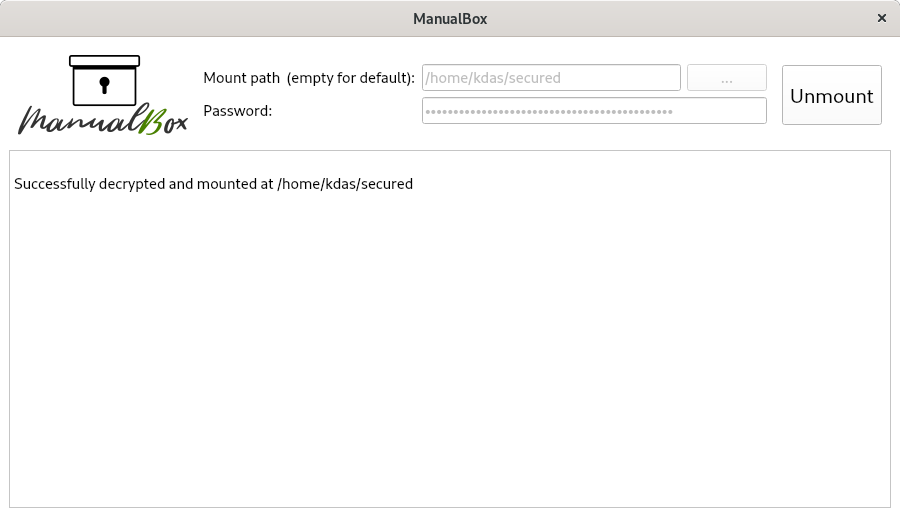 ManualBox
ManualBox
Mount path (empty for default):
/home/kdas/secured
...
Unmount
Password:
••••••••••••••••••••••••••••••••••••••••••••
Successfully decrypted and mounted at /home/kdas/secured